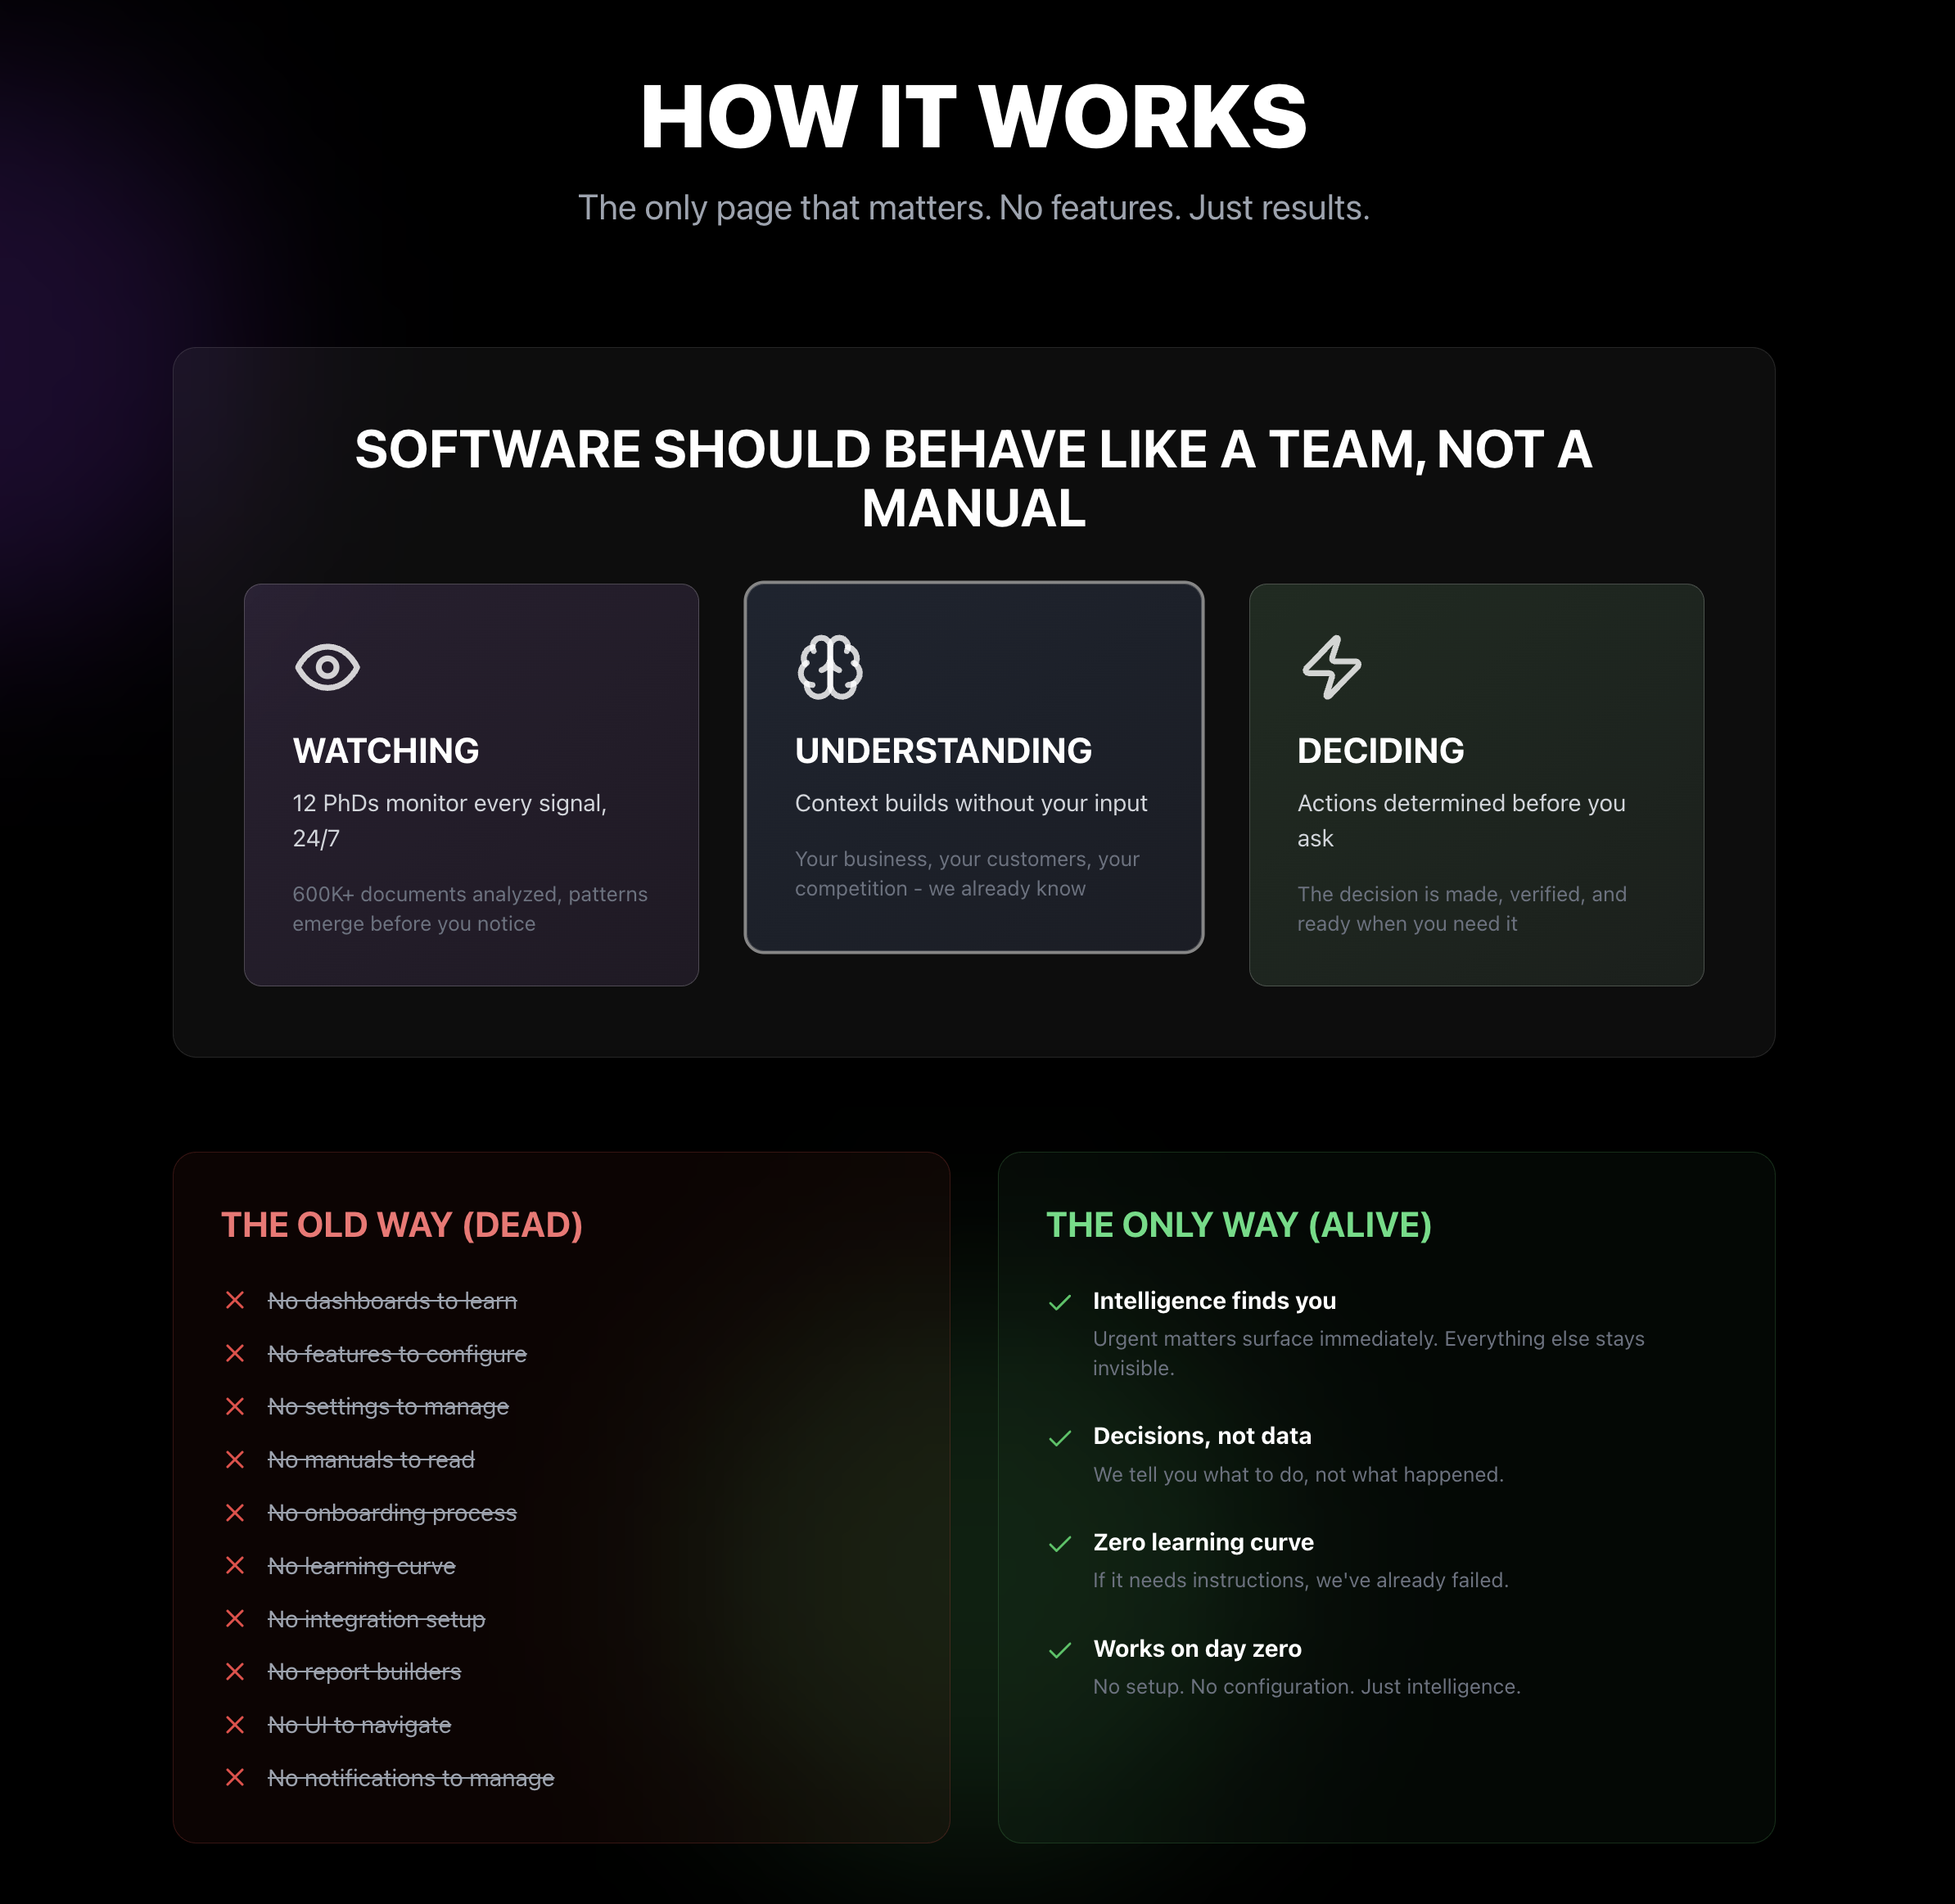 HOW IT WORKS
The only page that matters. No features. Just results.
SOFTWARE SHOULD BEHAVE LIKE A TEAM, NOT A
MANUAL
WATCHING
12 PhDs monitor every signal,
24/7
600K+ documents analyzed, patterns
emerge before you notice
UNDERSTANDING
Context builds without your input
Your business, your customers, your
competition - we already know
DECIDING
Actions determined before you
ask
The decision is made, verified, and
ready when you need it
THE OLD WAY (DEAD)
No dashboards to learn
No features to configure
No settings to manage
No manuals to read
No onboarding process
No learning curve
No integration setup
No report builders
No UI to navigate
No notifications to manage
THE ONLY WAY (ALIVE)
Intelligence finds you
Urgent matters surface immediately. Everything else stays
invisible.
Decisions, not data
We tell you what to do, not what happened.
Zero learning curve
If it needs instructions, we've already failed.
Works on day zero
No setup. No configuration. Just intelligence.